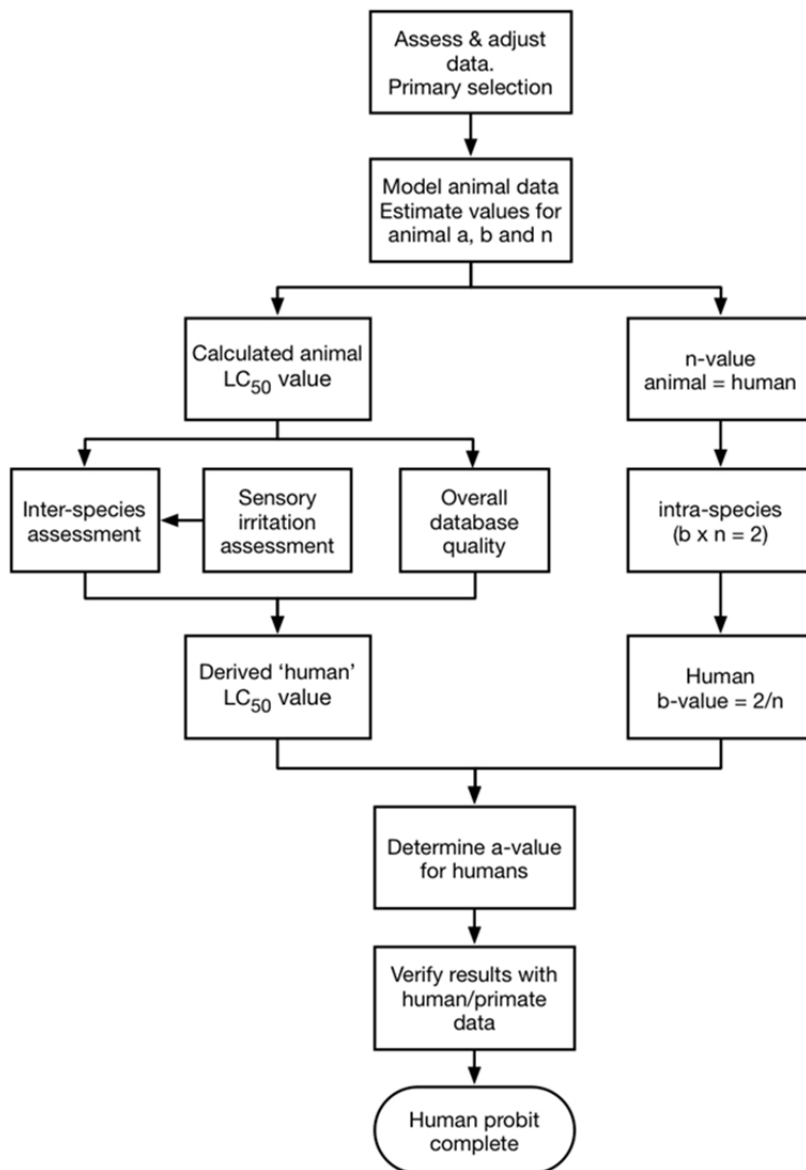 Assess & adjust
data.
Primary selection
Model animal data
Estimate values for
animal a, b and n
Calculated animal
LC50 value
n-value
animal = human
Inter-species
assessment
Sensory
irritation
assessment
Overall
database
quality
intra-species
(b x n = 2)
Derived ‘human’
LC50 value
Human
b-value = 2/n
Determine a-value
for humans
Verify results with
human/primate
data
Human probit
complete